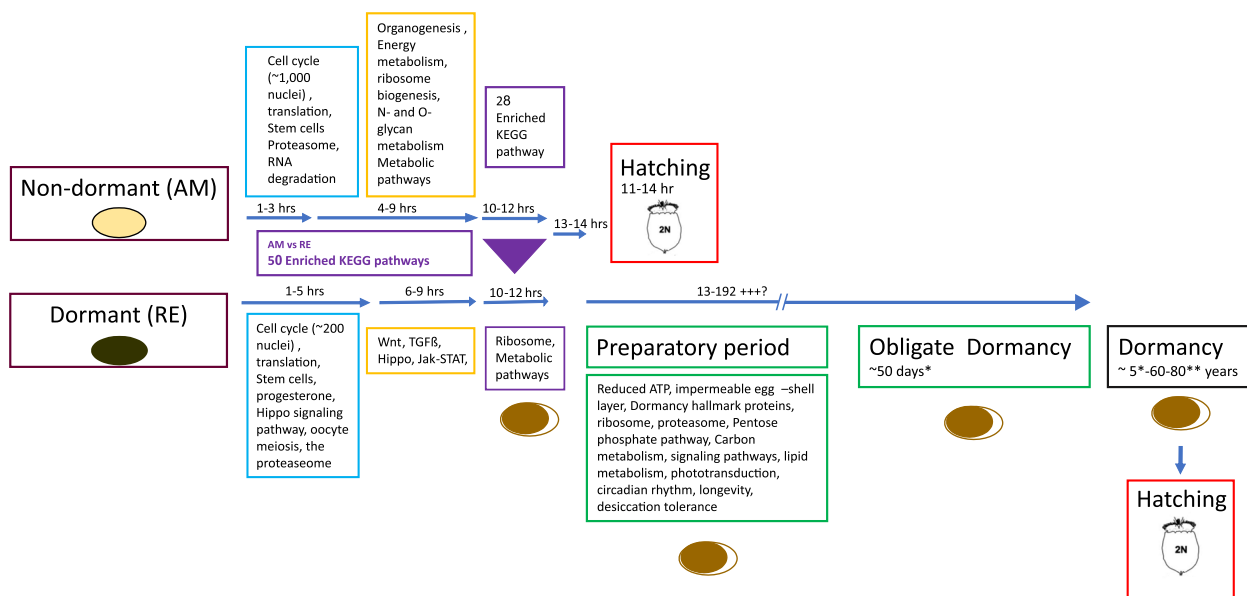 Non-dormant (AM)
Cell cycle
(~1,000
nuclei) ,
translation,
Stem cells
Proteasome,
RNA
degradation
Organogenesis ,
Energy
metabolism,
ribosome
biogenesis,
N- and O-
glycan
metabolism
Metabolic
pathways
28
Enriched
KEGG
pathway
1-3 hrs
4-9 hrs
10-12 hrs
13-14 hrs
Hatching
11-14 hr
2N
AM vs RE
50 Enriched KEGG pathways
Dormant (RE)
1-5 hrs
6-9 hrs
10-12 hrs
13-192 +++?
Cell cycle (~200
nuclei) ,
translation,
Stem cells,
progesterone,
Hippo signaling
pathway, oocyte
meiosis, the
proteaseome
Wnt, TGFß,
Hippo, Jak-STAT,
Ribosome,
Metabolic
pathways
Preparatory period
Reduced ATP, impermeable egg –shell
layer, Dormancy hallmark proteins,
ribosome, proteasome, Pentose
phosphate pathway, Carbon
metabolism, signaling pathways, lipid
metabolism, phototransduction,
circadian rhythm, longevity,
desiccation tolerance
Obligate Dormancy
~50 days*
Dormancy
~ 5*-60-80** years
Hatching
2N